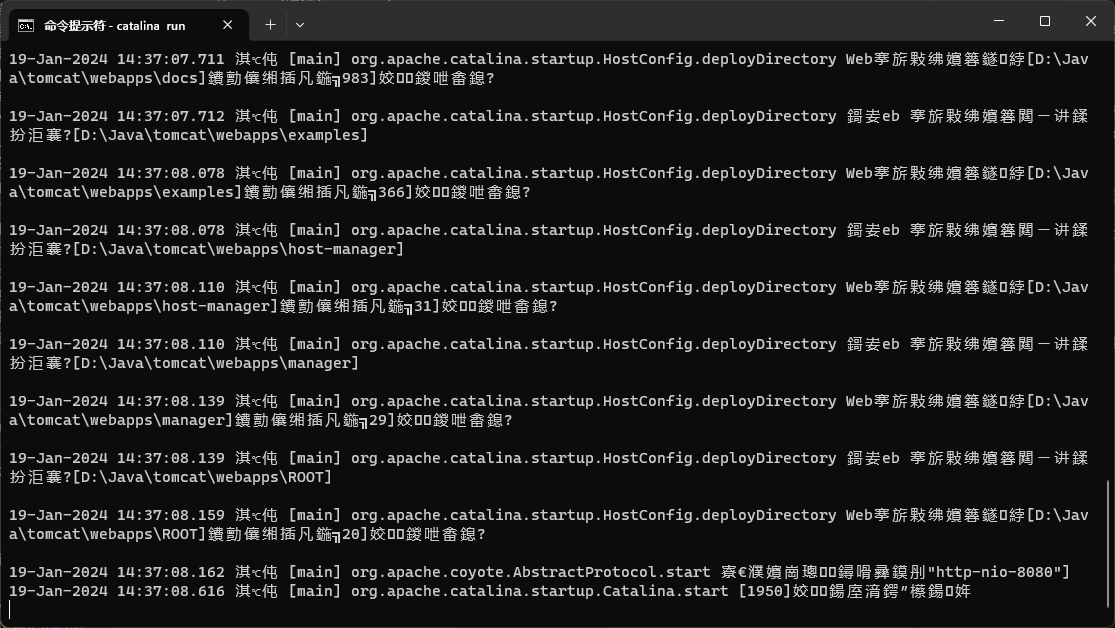 命令提示符 - catalina run
19-Jan-2024 14:37:07.711 淇℃伅 [main] org.apache.catalina.startup.HostConfig.deployDirectory Web搴旂敤绋嬪簭鐩□綍[D:\Jav
a\tomcat\webapps\docs]鐨勯儴缃插凡鍦╗983]姣□□鍐呭畬鎴?
19-Jan-2024 14:37:07.712 淇℃伅 [main] org.apache.catalina.startup.HostConfig.deployDirectory 鎶妛eb 搴旂敤绋嬪簭閮ㄧ讲鍒
扮洰褰?[D:\Java\tomcat\webapps\examples]
19-Jan-2024 14:37:08.078 淇℃伅 [main] org.apache.catalina.startup.HostConfig.deployDirectory Web搴旂敤绋嬪簭鐩□綍[D:\Jav
a\tomcat\webapps\examples]鐨勯儴缃插凡鍦╗366]姣□□鍐呭畬鎴?
19-Jan-2024 14:37:08.078 淇℃伅 [main] org.apache.catalina.startup.HostConfig.deployDirectory 鎶妛eb 搴旂敤绋嬪簭閮ㄧ讲鍒
扮洰褰?[D:\Java\tomcat\webapps\host-manager]
19-Jan-2024 14:37:08.110 淇℃伅 [main] org.apache.catalina.startup.HostConfig.deployDirectory Web搴旂敤绋嬪簭鐩□綍[D:\Jav
a\tomcat\webapps\host-manager]鐨勯儴缃插凡鍦╗31]姣□□鍐呭畬鎴?
19-Jan-2024 14:37:08.110 淇℃伅 [main] org.apache.catalina.startup.HostConfig.deployDirectory 鎶妛eb 搴旂敤绋嬪簭閮ㄧ讲鍒
扮洰褰?[D:\Java\tomcat\webapps\manager]
19-Jan-2024 14:37:08.139 淇℃伅 [main] org.apache.catalina.startup.HostConfig.deployDirectory Web搴旂敤绋嬪簭鐩□綍[D:\Jav
a\tomcat\webapps\manager]鐨勯儴缃插凡鍦╗29]姣□□鍐呭畬鎴?
19-Jan-2024 14:37:08.139 淇℃伅 [main] org.apache.catalina.startup.HostConfig.deployDirectory 鎶妛eb 搴旂敤绋嬪簭閮ㄧ讲鍒
扮洰褰?[D:\Java\tomcat\webapps\ROOT]
19-Jan-2024 14:37:08.159 淇℃伅 [main] org.apache.catalina.startup.HostConfig.deployDirectory Web搴旂敤绋嬪簭鐩□綍[D:\Jav
a\tomcat\webapps\ROOT]鐨勯儴缃插凡鍦╗20]姣□□鍐呭畬鎴?
19-Jan-2024 14:37:08.162 淇℃伅 [main] org.apache.coyote.AbstractProtocol.start 寮€濮嬪崗璁□□鐞嗗彞鏌刐"http-nio-8080"]
19-Jan-2024 14:37:08.616 淇℃伅 [main] org.apache.catalina.startup.Catalina.start [1950]姣□□鍚庢湇鍔″櫒鍚□姩